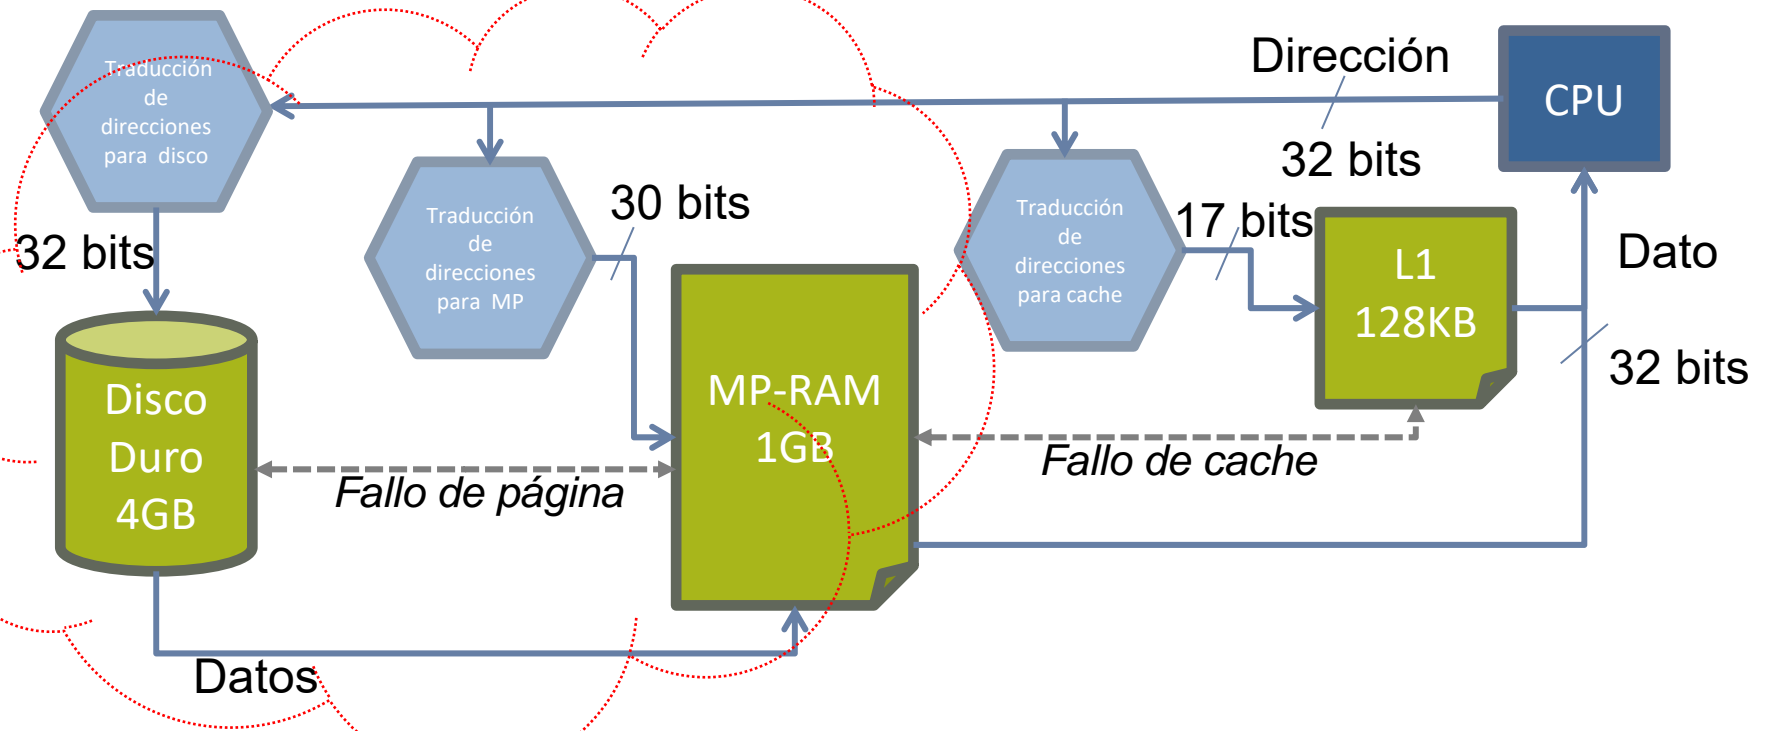 Traducción
de
direcciones
para disco
Dirección
CPU
32 bits
Traducción
de
direcciones
para MP
30 bits
Traducción
de
direcciones
para cache
17 bits
L1
128KB
Dato
32 bits
32 bits
Disco
Duro
4GB
MP-RAM
1GB
Fallo de página
Fallo de cache
Datos